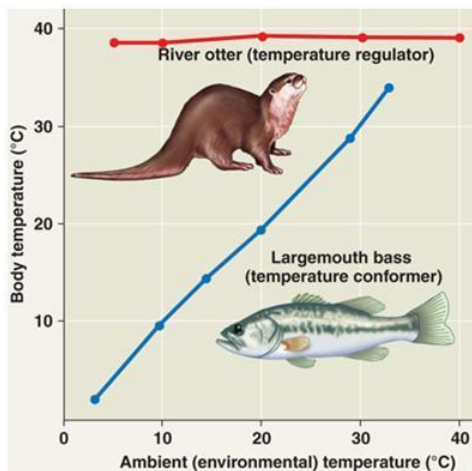 40
River otter (temperature regulator)
30
Body temperature (°C)
20
Largemouth bass
(temperature conformer)
10
0
10
20
30
40
Ambient (environmental) temperature (°C)